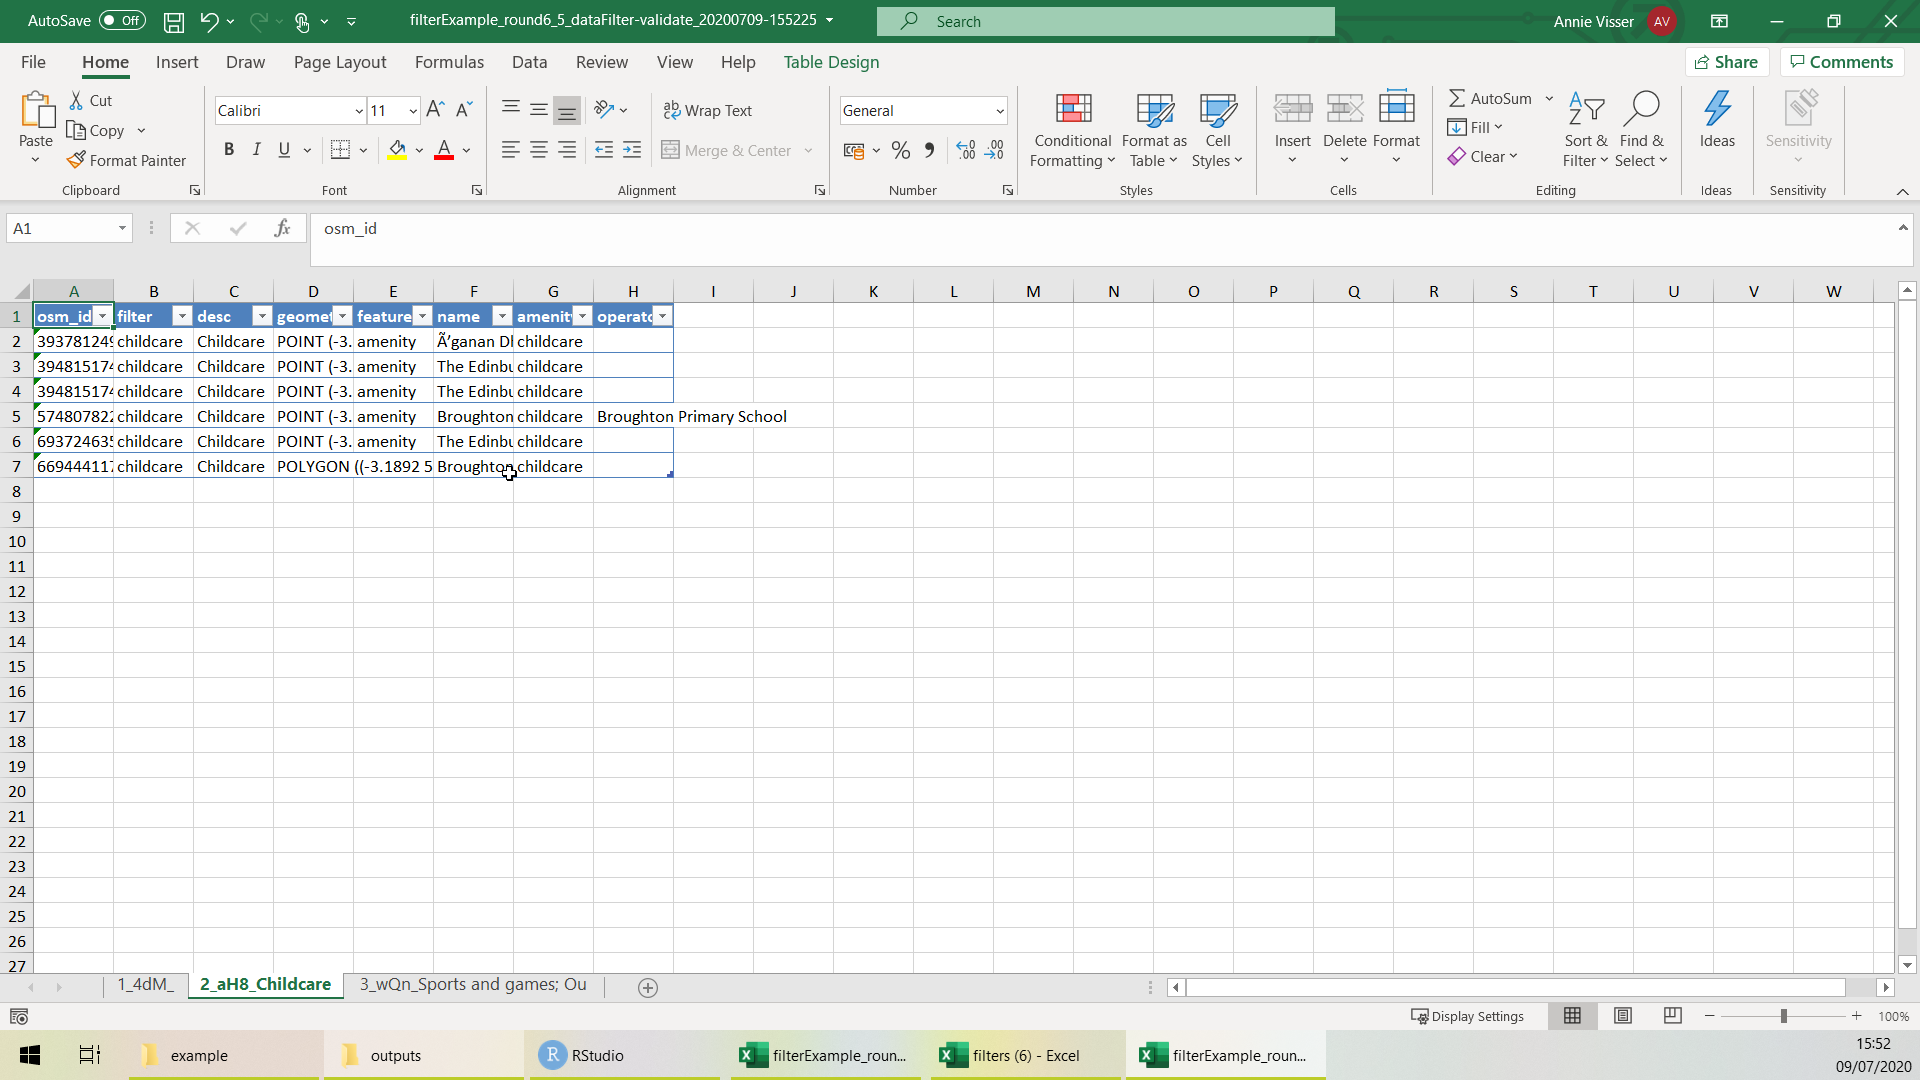 AutoSave Off filterExample_round6_5_dataFilter-validate_20200709-155225 Search Annie Visser AV
File Home Insert Draw Page Layout Formulas Data Review View Help Table Design Share Comments
Paste Cut Copy Format Painter
Calibri 11
B I U
Wrap Text
Merge & Center
General
Conditional Formatting
Format as Table
Cell Styles
Insert Delete Format
AutoSum
Fill
Clear
Sort & Filter
Find & Select
Ideas
Sensitivity
Clipboard Font Alignment Number Styles Cells Editing Ideas Sensitivity
A1 fx osm_id
A B C D E F G H I J K L M N O P Q R S T U V W
1 osm_id filter desc geomet feature name amenit operato
2 393781249 childcare Childcare POINT (-3. amenity Ã’ganan Dl childcare
3 394815174 childcare Childcare POINT (-3. amenity The Edinbu childcare
4 394815174 childcare Childcare POINT (-3. amenity The Edinbu childcare
5 574807822 childcare Childcare POINT (-3. amenity Broughton childcare Broughton Primary School
6 693724635 childcare Childcare POINT (-3. amenity The Edinbu childcare
7 669444117 childcare Childcare POLYGON ((-3.1892 5 Broughton childcare
8
9
10
11
12
13
14
15
16
17
18
19
20
21
22
23
24
25
26
27
1_4dM_ 2_aH8_Childcare 3_wQn_Sports and games; Ou
Display Settings 100%
example outputs RStudio filterExample_roun... filters (6) - Excel filterExample_roun... 15:52
09/07/2020